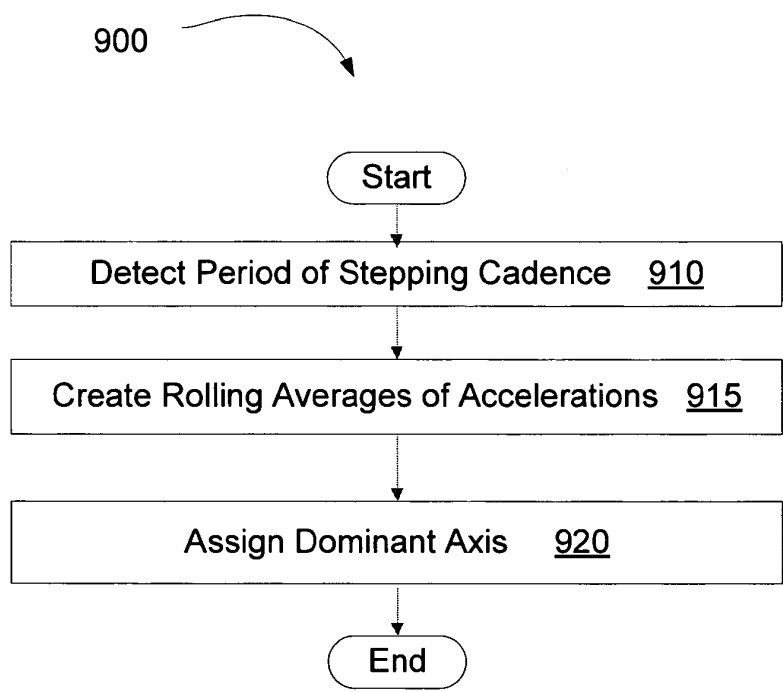 900
Start
Detect Period of Stepping Cadence 910
Create Rolling Averages of Accelerations 915
Assign Dominant Axis 920
End